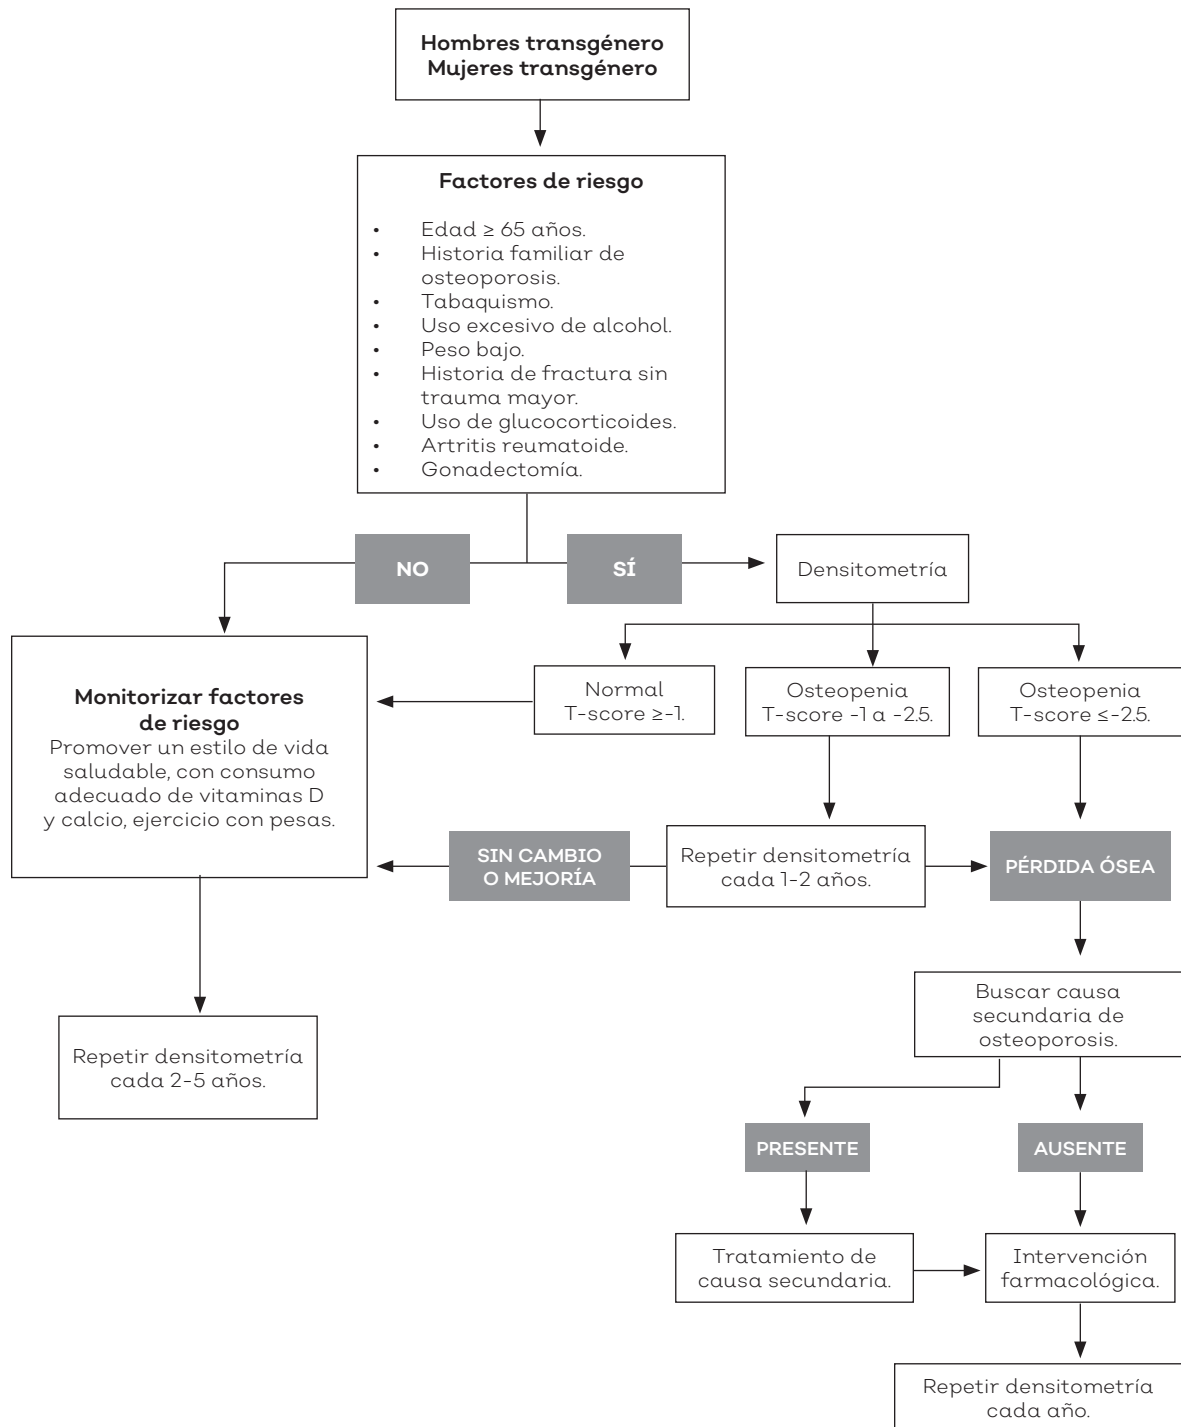 Hombres transgénero
Mujeres transgénero
Factores de riesgo
• Edad ≥ 65 años.
• Historia familiar de
osteoporosis.
• Tabaquismo.
• Uso excesivo de alcohol.
• Peso bajo.
• Historia de fractura sin
trauma mayor.
• Uso de glucocorticoides.
• Artritis reumatoide.
• Gonadectomía.
NO
SÍ
Densitometría
Monitorizar factores
de riesgo
Promover un estilo de vida
saludable, con consumo
adecuado de vitaminas D
y calcio, ejercicio con pesas.
Normal
T-score ≥-1.
Osteopenia
T-score -1 a -2.5.
Osteopenia
T-score ≤-2.5.
SIN CAMBIO
O MEJORÍA
Repetir densitometría
cada 1-2 años.
PÉRDIDA ÓSEA
Buscar causa
secundaria de
osteoporosis.
Repetir densitometría
cada 2-5 años.
PRESENTE
AUSENTE
Tratamiento de
causa secundaria.
Intervención
farmacológica.
Repetir densitometría
cada año.